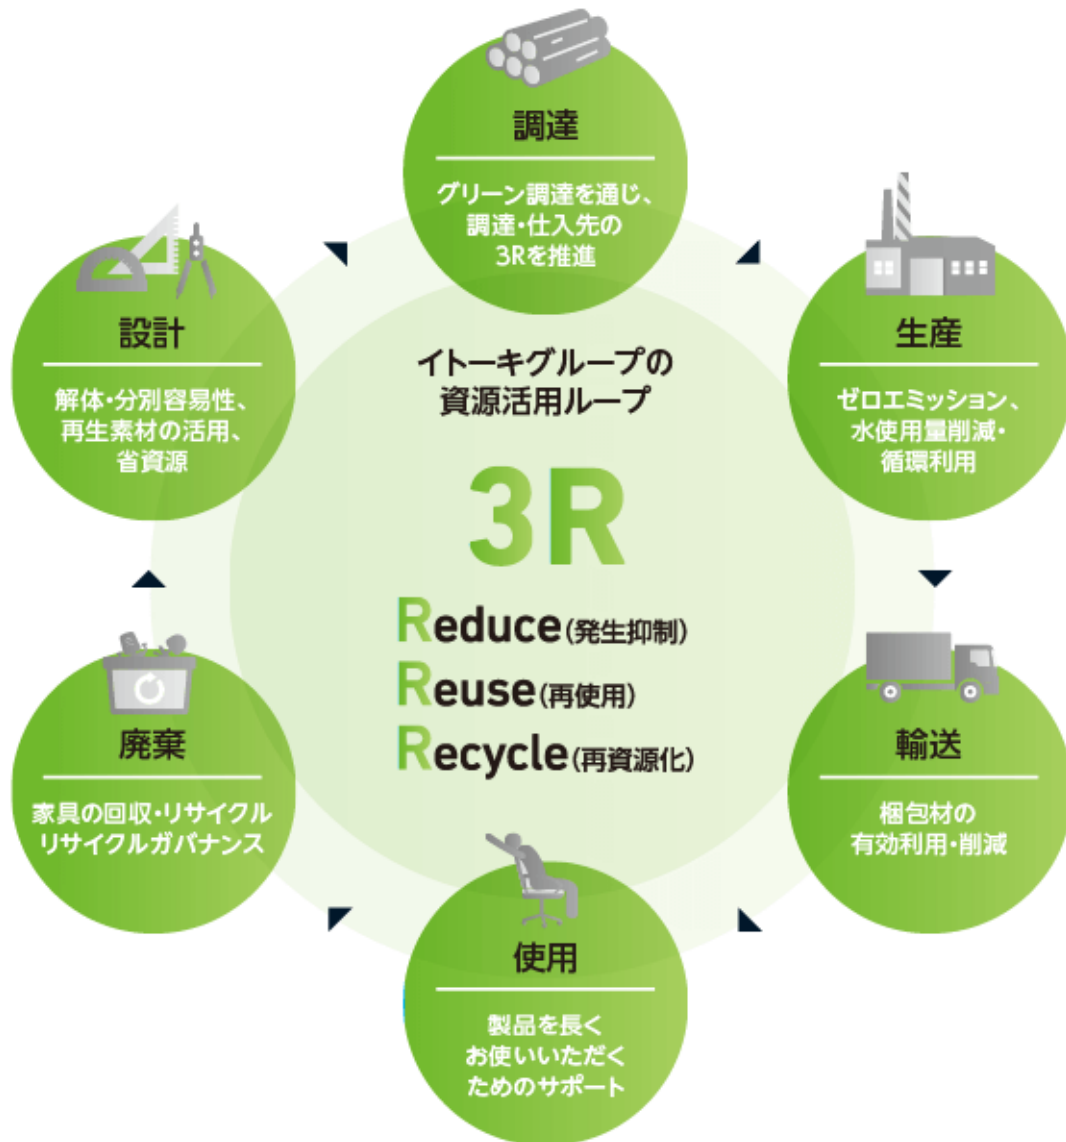 調達
グリーン調達を通じ、
調達・仕入先の
3Rを推進
生産
ゼロエミッション、
水使用量削減・
循環利用
輸送
梱包材の
有効利用・削減
使用
製品を長く
お使いいただく
ためのサポート
廃棄
家具の回収・リサイクル
リサイクルガバナンス
設計
解体・分別容易性、
再生素材の活用、
省資源
イトーキグループの
資源活用ループ
3R
Reduce(発生抑制)
Reuse(再使用)
Recycle(再資源化)